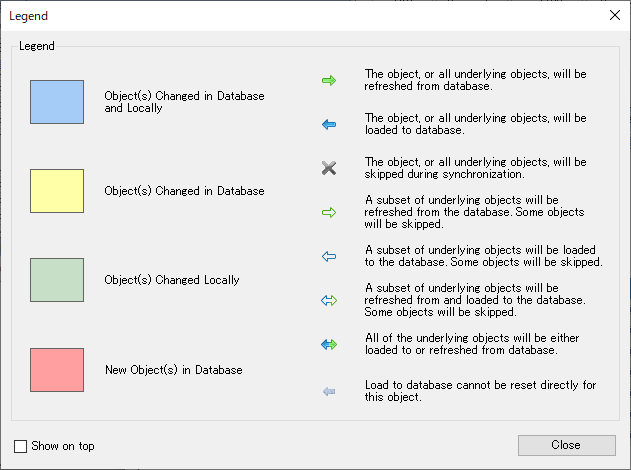 Legend
Legend
Object(s) Changed in Database
and Locally
Object(s) Changed in Database
Object(s) Changed Locally
New Object(s) in Database
The object, or all underlying objects, will be
refreshed from database.
The object, or all underlying objects, will be
loaded to database.
The object, or all underlying objects, will be
skipped during synchronization.
A subset of underlying objects will be
refreshed from the database. Some objects
will be skipped.
A subset of underlying objects will be loaded
to the database. Some objects will be skipped.
A subset of underlying objects will be
refreshed from and loaded to the database.
Some objects will be skipped.
All of the underlying objects will be either
loaded to or refreshed from database.
Load to database cannot be reset directly for
this object.
Show on top
Close